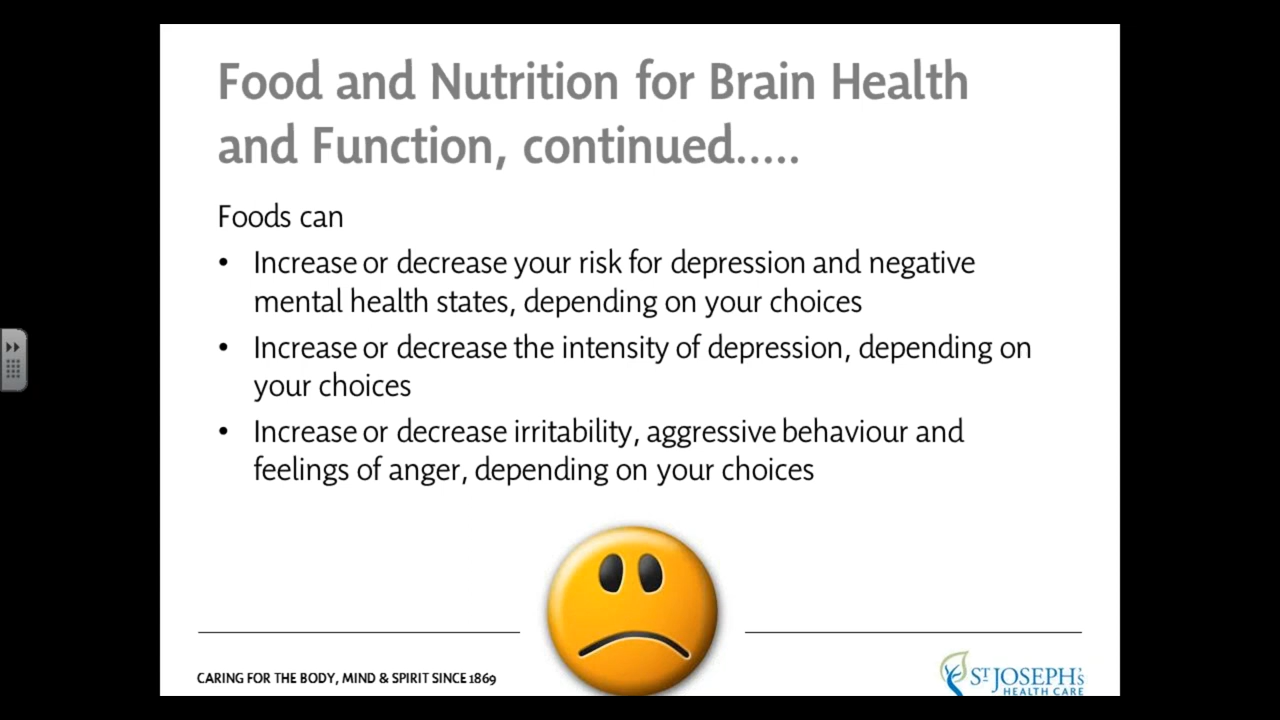 Food and Nutrition for Brain Health
and Function, continued.....
Foods can
• Increase or decrease your risk for depression and negative
mental health states, depending on your choices
• Increase or decrease the intensity of depression, depending on
your choices
• Increase or decrease irritability, aggressive behaviour and
feelings of anger, depending on your choices
CARING FOR THE BODY, MIND & SPIRIT SINCE 1869
ST JOSEPH'S
HEALTH CARE